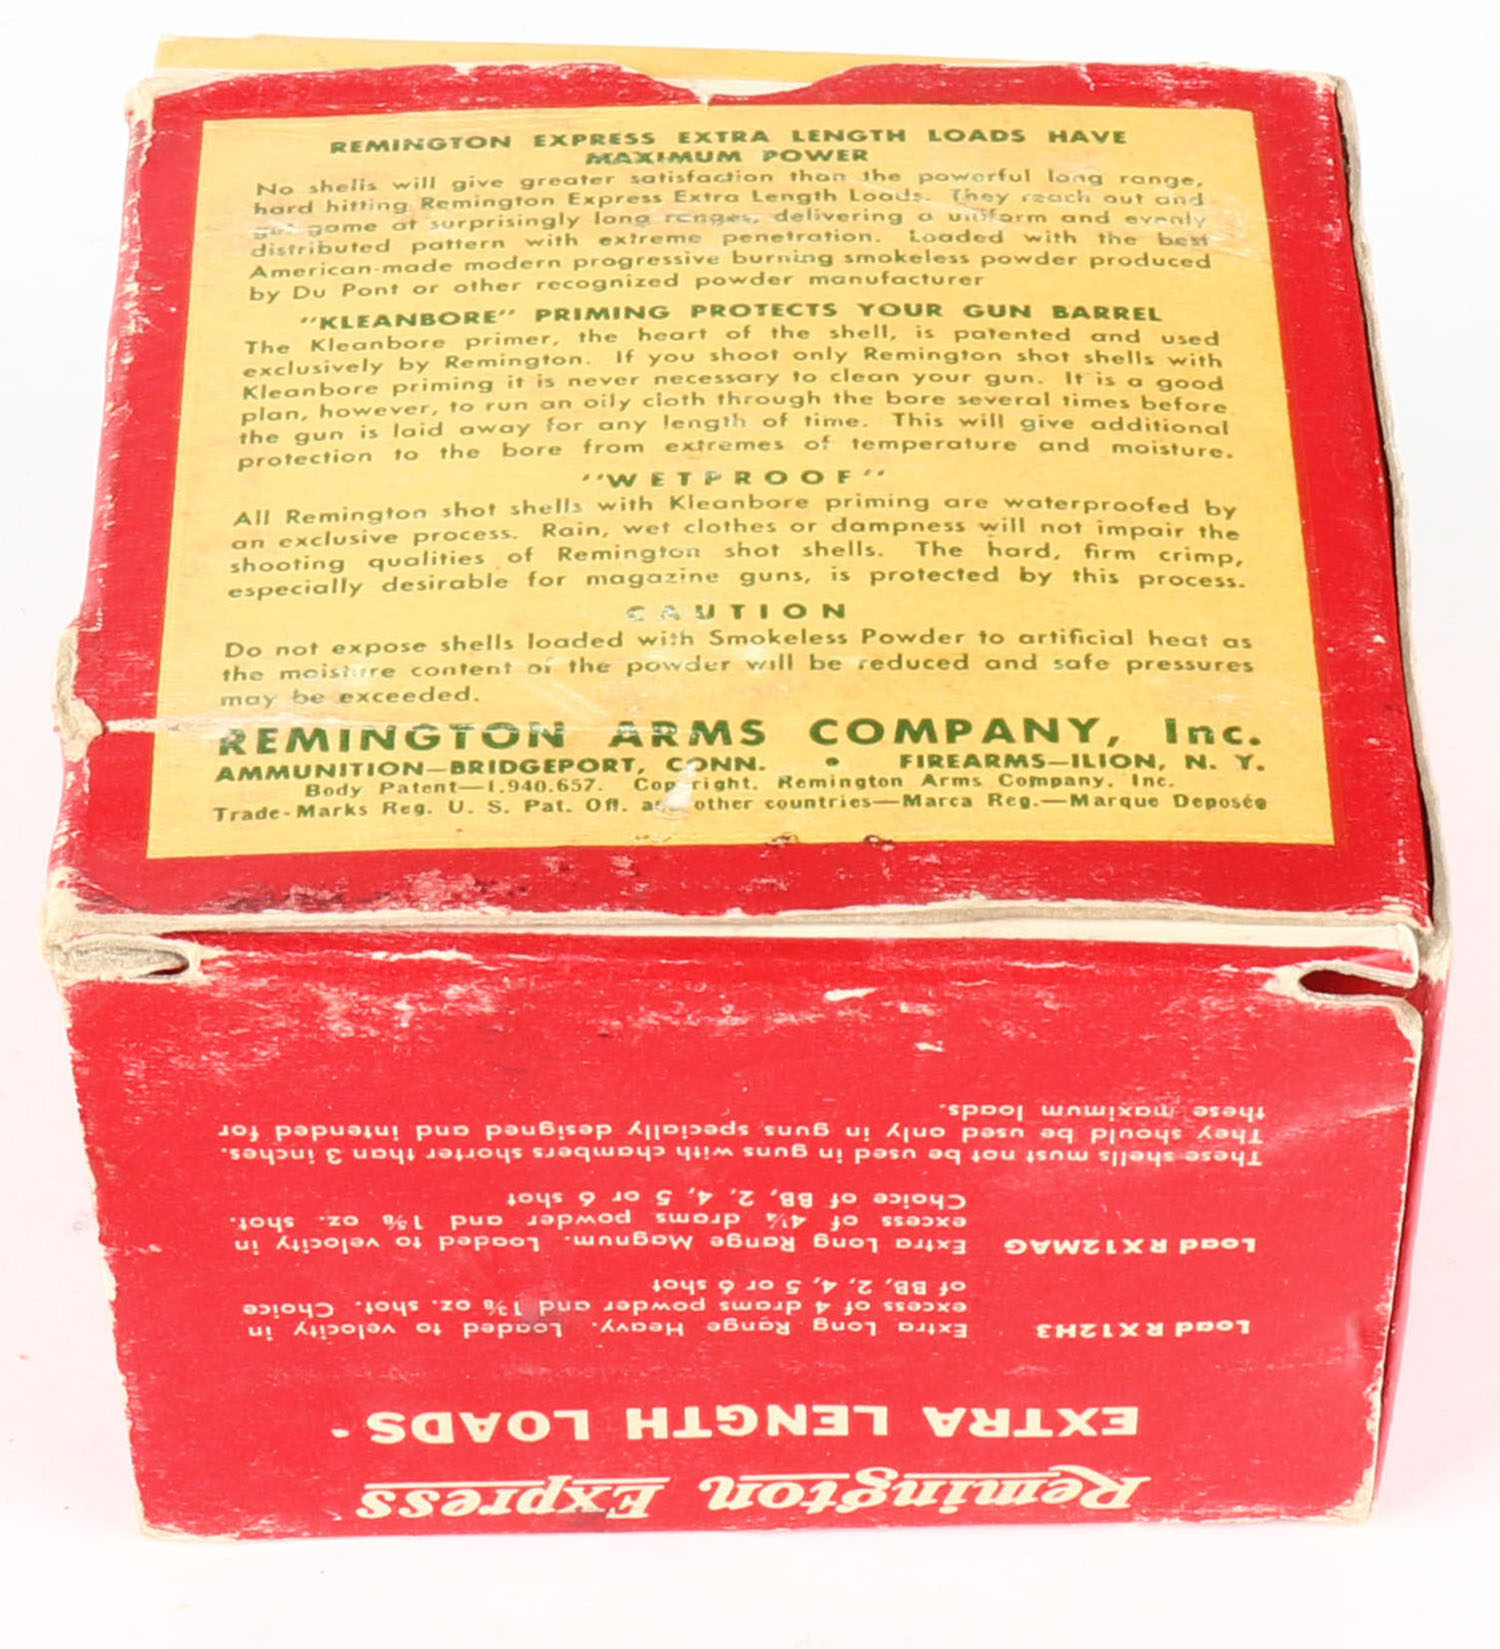 REMINGTON EXPRESS EXTRA LENGTH LOADS HAVE
MAXIMUM POWER
No shells will give greater satisfaction than the powerful long range,
hard hitting Remington Express Extra Length Loads. They reach out and
get game at surprisingly long ranges, delivering a uniform and evenly
distributed pattern with extreme penetration. Loaded with the best
American-made modern progressive burning smokeless powder produced
by Du Pont or other recognized powder manufacturer
"KLEANBORE" PRIMING PROTECTS YOUR GUN BARREL
The Kleanbore primer, the heart of the shell, is patented and used
exclusively by Remington. If you shoot only Remington shot shells with
Kleanbore priming it is never necessary to clean your gun. It is a good
plan, however, to run an oily cloth through the bore several times before
the gun is laid away for any length of time. This will give additional
protection to the bore from extremes of temperature and moisture.
"WETPROOF"
All Remington shot shells with Kleanbore priming are waterproofed by
an exclusive process. Rain, wet clothes or dampness will not impair the
shooting qualities of Remington shot shells. The hard, firm crimp,
especially desirable for magazine guns, is protected by this process.
CAUTION
Do not expose shells loaded with Smokeless Powder to artificial heat as
the moisture content of the powder will be reduced and safe pressures
may be exceeded.
REMINGTON ARMS COMPANY, Inc.
AMMUNITION—BRIDGEPORT, CONN. • FIREARMS—ILION, N. Y.
Body Patent—1.940.657. Copyright. Remington Arms Company, Inc.
Trade-Marks Reg. U. S. Pat. Off. and other countries—Marca Reg.—Marque Deposée
Remington Express
EXTRA LENGTH LOADS
Load RX12H3 Extra Long Range Heavy. Loaded to velocity in
excess of 4 drams powder and 1⅜ oz. shot. Choice
of BB, 2, 4, 5 or 6 shot
Load RX12MAG Extra Long Range Magnum. Loaded to velocity in
excess of 4¼ drams powder and 1⅝ oz. shot.
Choice of BB, 2, 4, 5 or 6 shot
These shells must not be used in guns with chambers shorter than 3 inches.
They should be used only in guns specially designed and intended for
these maximum loads.